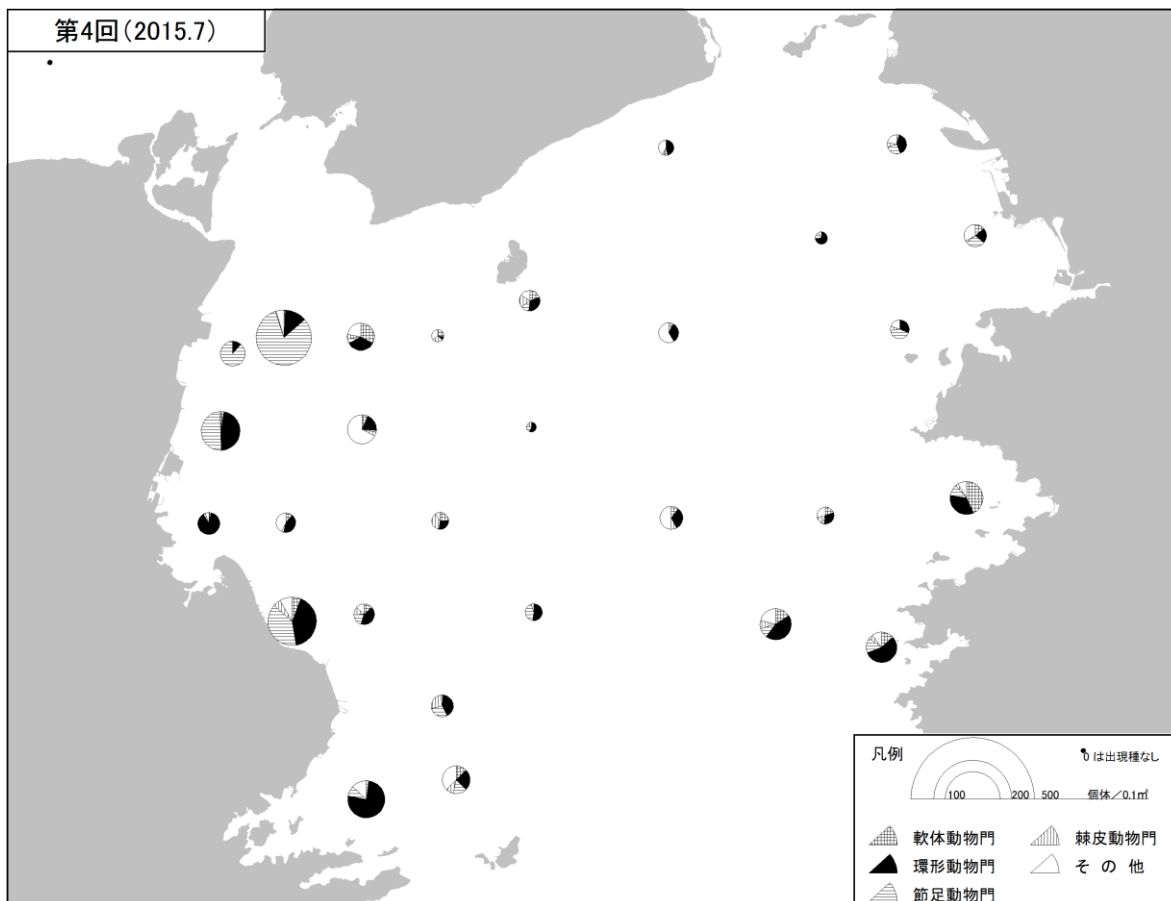 第4回(2015.7)
凡例
0 は出現種なし
100 200 500 個体/0.1㎡
軟体動物門 棘皮動物門
環形動物門 その他
節足動物門